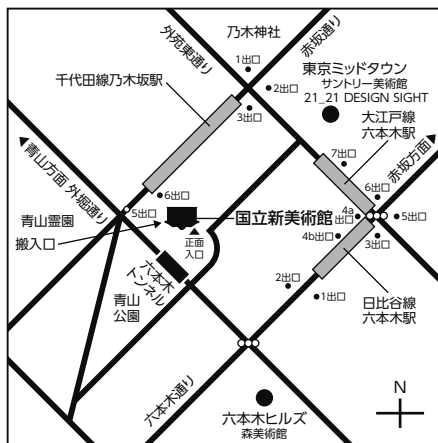 乃木神社
外苑東通り
赤坂通り
1出口
千代田線乃木坂駅
2出口
東京ミッドタウン
サントリー美術館
21_21 DESIGN SIGHT
3出口
大江戸線
六本木駅
7出口
赤坂方面
青山方面 外堀通り
6出口
6出口
5出口
青山霊園
搬入口
国立新美術館
正面
入口
4a
出口
5出口
4b出口
3出口
六本木
トンネル
青山
公園
2出口
1出口
日比谷線
六本木駅
六本木通り
六本木ヒルズ
森美術館
N